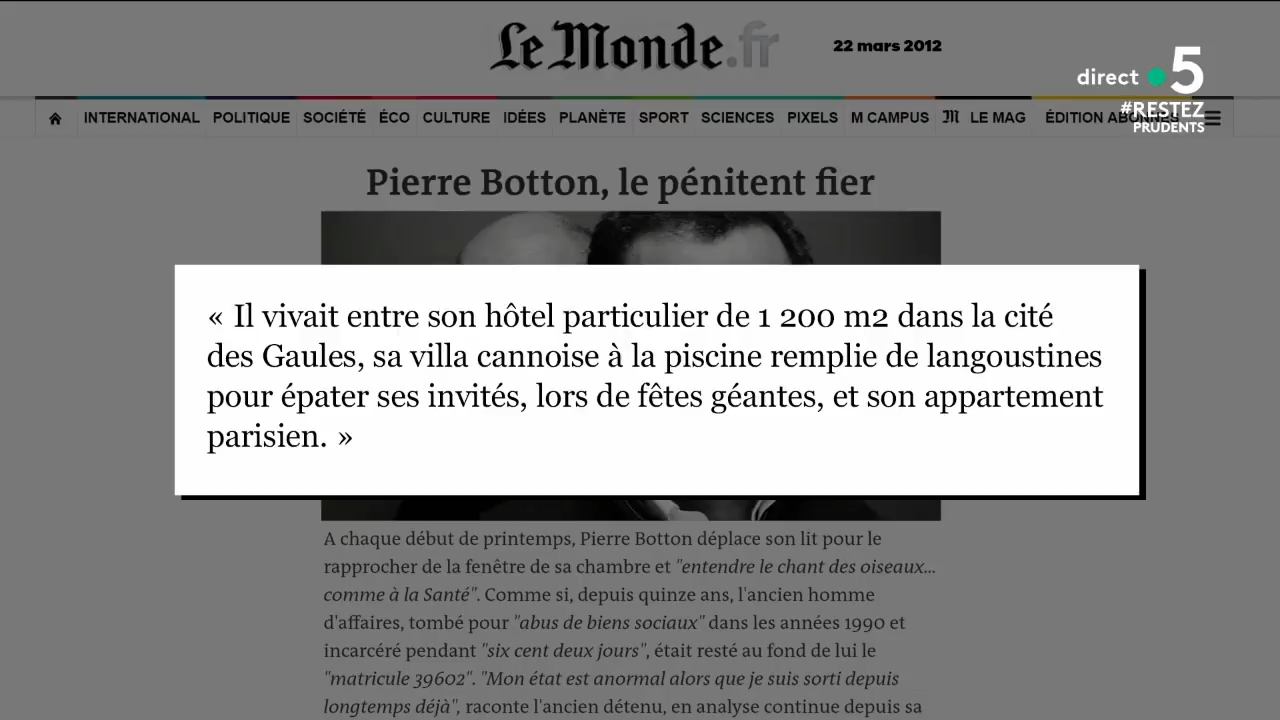 Le Monde.fr
22 mars 2012
direct 5
#RESTEZ
PRUDENTS
INTERNATIONAL POLITIQUE SOCIÉTÉ ÉCO CULTURE IDÉES PLANÈTE SPORT SCIENCES PIXELS M CAMPUS M LE MAG ÉDITION ABONNÉS
Pierre Botton, le pénitent fier
« Il vivait entre son hôtel particulier de 1 200 m2 dans la cité
des Gaules, sa villa cannoise à la piscine remplie de langoustines
pour épater ses invités, lors de fêtes géantes, et son appartement
parisien. »
A chaque début de printemps, Pierre Botton déplace son lit pour le
rapprocher de la fenêtre de sa chambre et "entendre le chant des oiseaux...
comme à la Santé". Comme si, depuis quinze ans, l'ancien homme
d'affaires, tombé pour "abus de biens sociaux" dans les années 1990 et
incarcéré pendant "six cent deux jours", était resté au fond de lui le
"matricule 39602". "Mon état est anormal alors que je suis sorti depuis
longtemps déjà", raconte l'ancien détenu, en analyse continue depuis sa